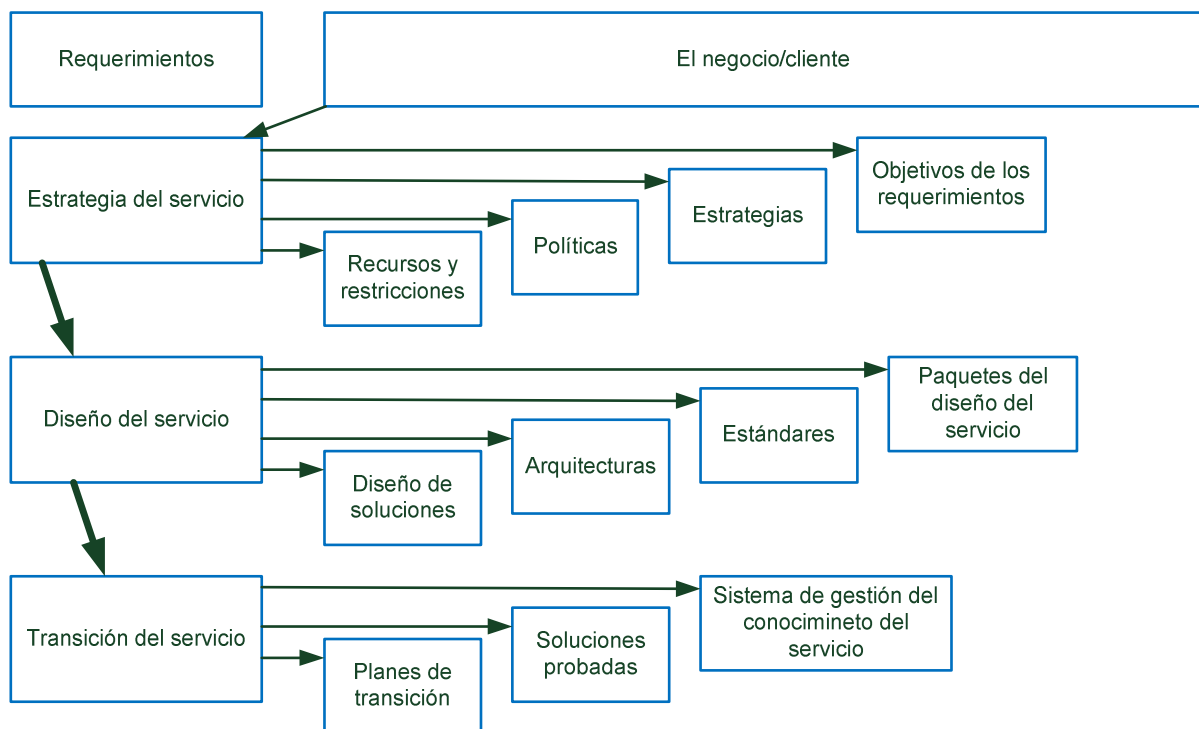 Requerimientos
El negocio/cliente
Estrategia del servicio
Objetivos de los
requerimientos
Estrategias
Políticas
Recursos y
restricciones
Diseño del servicio
Paquetes del
diseño del
servicio
Estándares
Arquitecturas
Diseño de
soluciones
Transición del servicio
Sistema de gestión del
conocimineto del
servicio
Soluciones
probadas
Planes de
transición